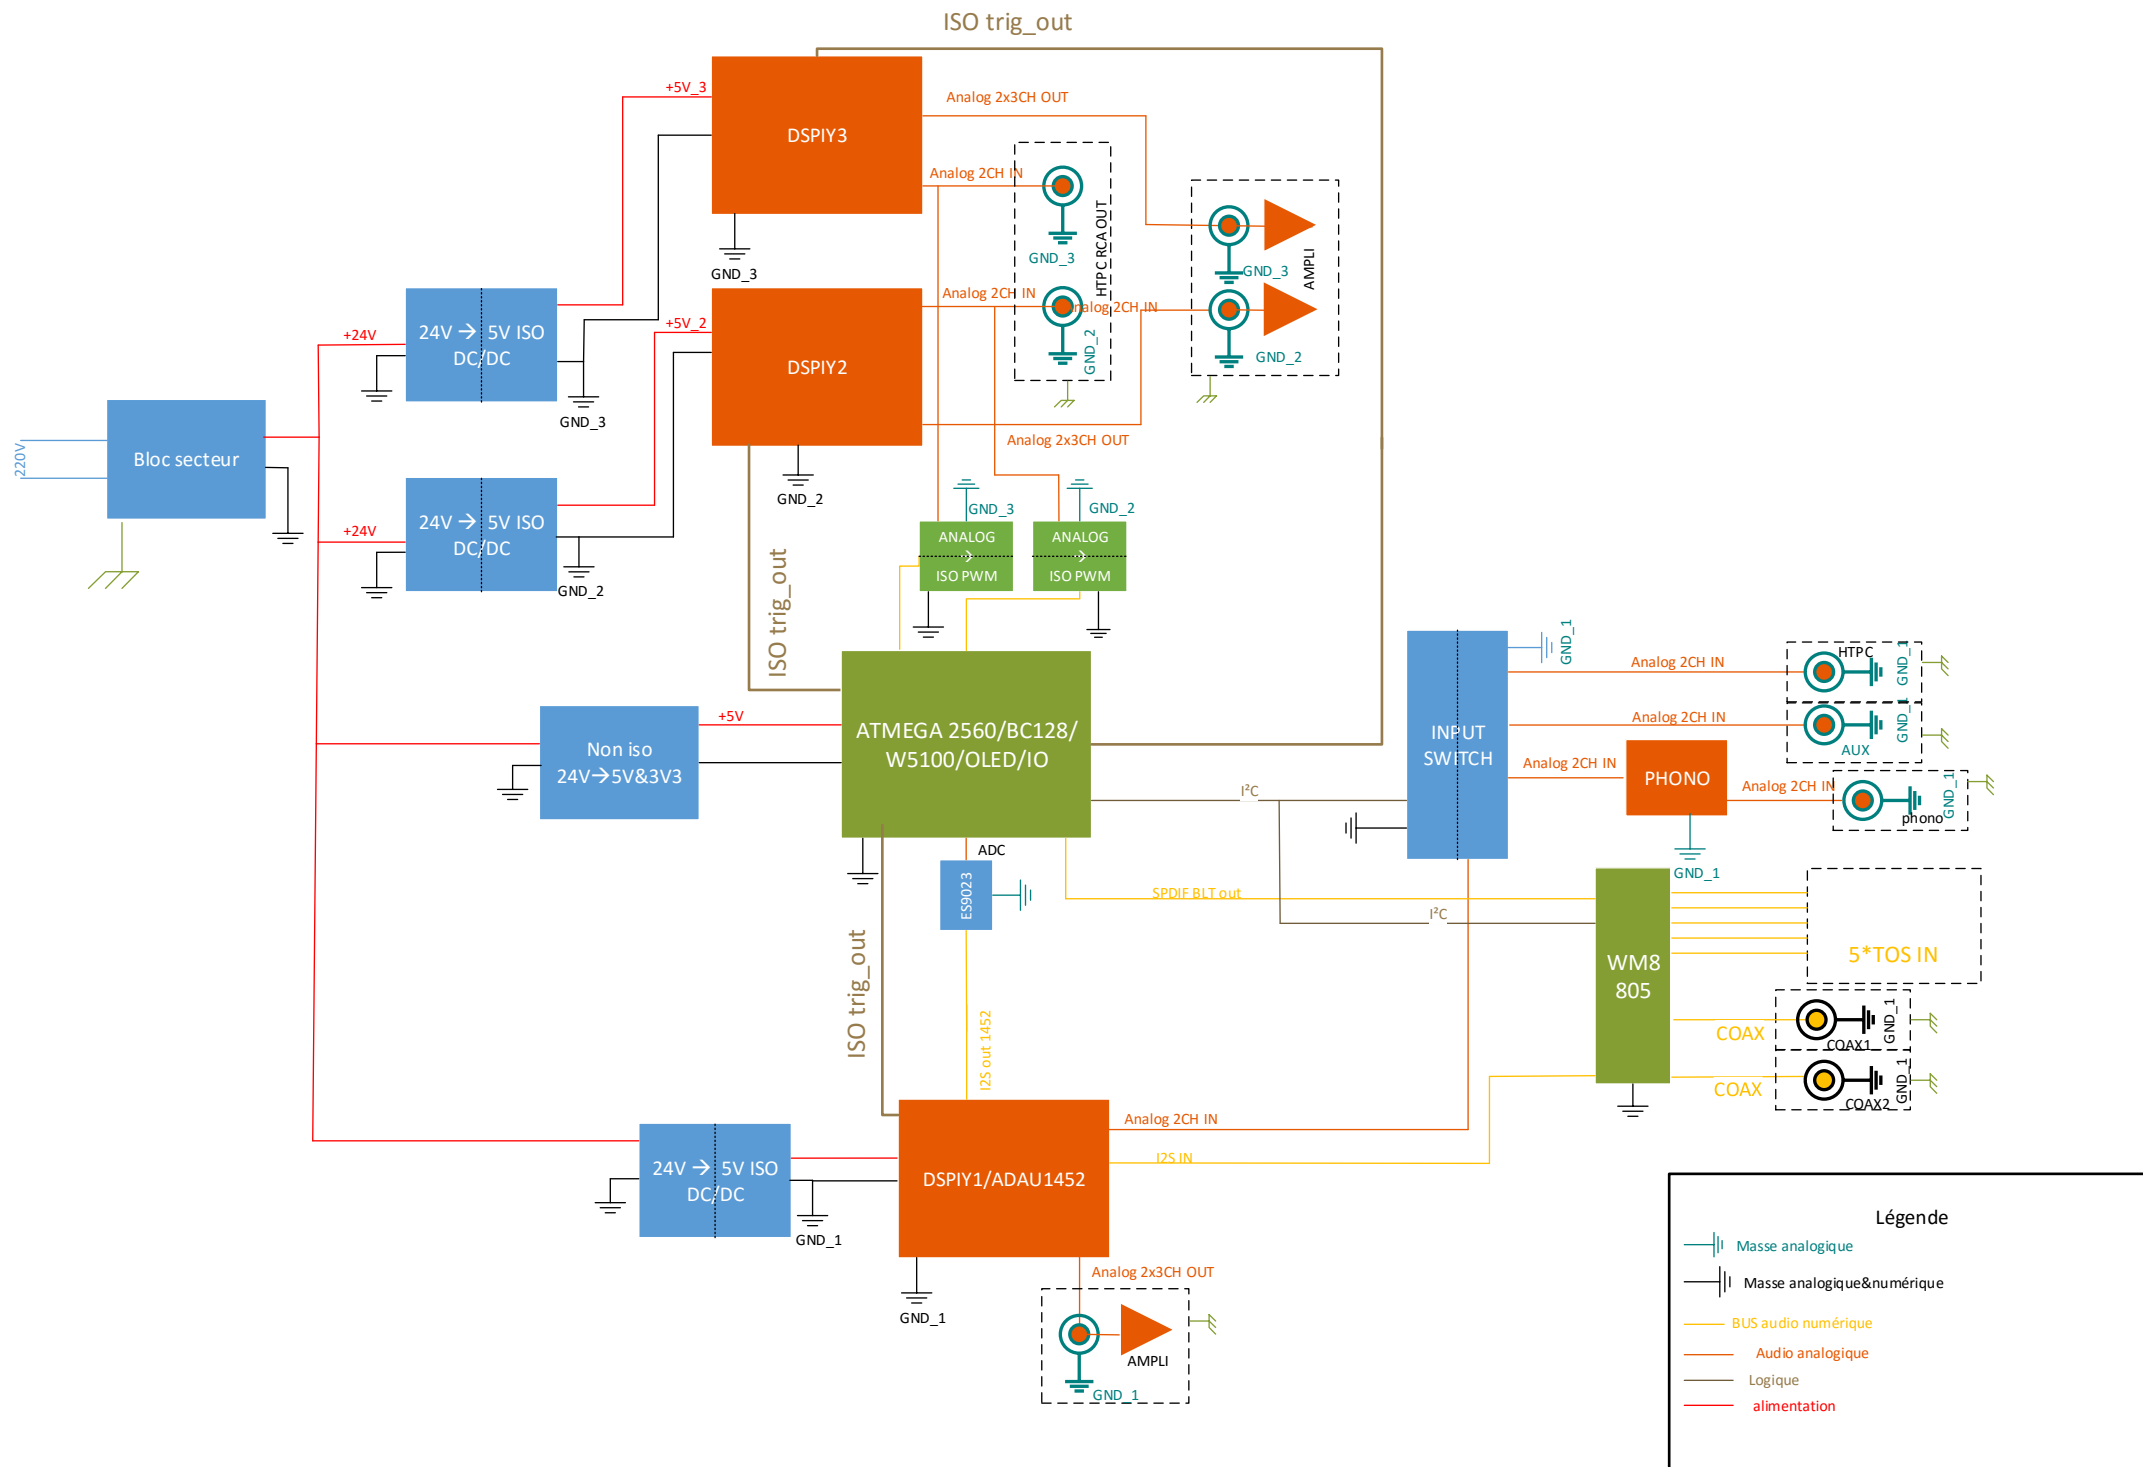 ISO trig_out
+5V_3
Analog 2x3CH OUT
DSPIY3
Analog 2CH IN
HTPC RCA OUT
GND_3
GND_3
GND_3
AMPLI
+5V_2
Analog 2CH IN
Analog 2CH IN
+24V
24V → 5V ISO
DC/DC
GND_3
DSPIY2
GND_2
GND_2
Analog 2x3CH OUT
220V
Bloc secteur
GND_2
+24V
24V → 5V ISO
DC/DC
GND_2
GND_3
GND_2
ANALOG
→
ISO PWM
ANALOG
→
ISO PWM
ISO trig_out
GND_1
INPUT
SWITCH
Analog 2CH IN
HTPC
GND_1
Analog 2CH IN
AUX
GND_1
Analog 2CH IN
PHONO
Analog 2CH IN
phono
GND_1
GND_1
+5V
Non iso
24V→5V&3V3
ATMEGA 2560/BC128/
W5100/OLED/IO
I²C
ADC
ES9023
SPDIF BLT out
I²C
WM8
805
5*TOS IN
COAX
COAX1
GND_1
COAX
COAX2
GND_1
ISO trig_out
I2S out 1452
24V → 5V ISO
DC/DC
GND_1
DSPIY1/ADAU1452
Analog 2CH IN
I2S IN
GND_1
Analog 2x3CH OUT
AMPLI
GND_1
Légende
Masse analogique
Masse analogique&numérique
BUS audio numérique
Audio analogique
Logique
alimentation